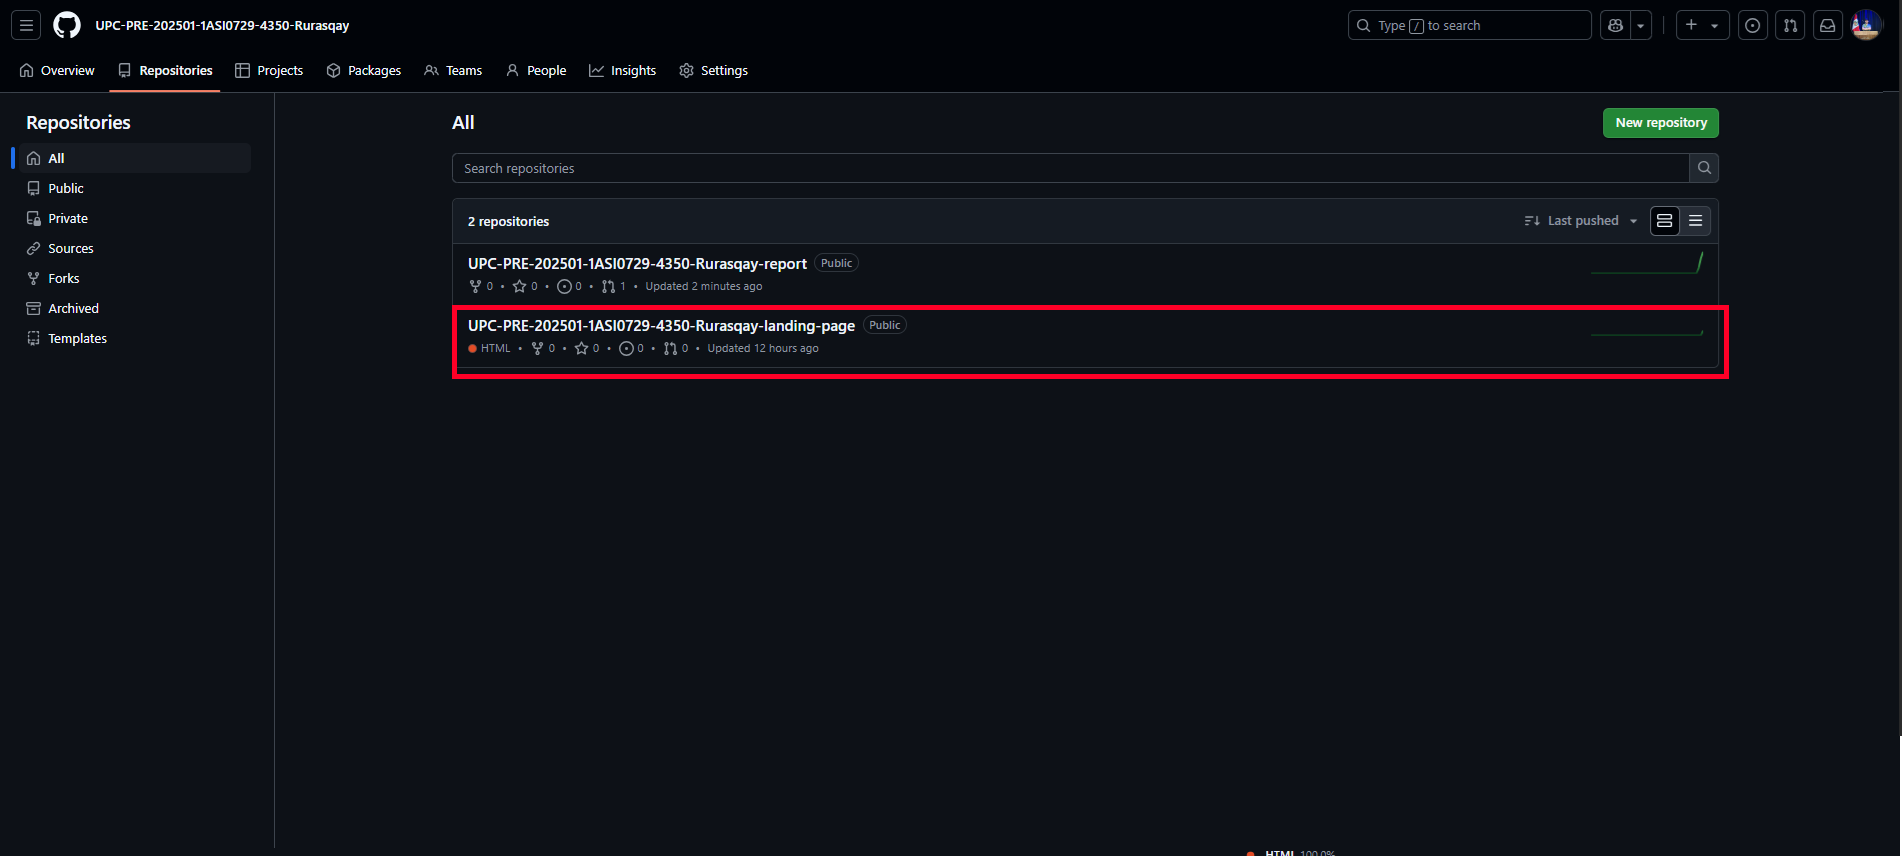 UPC-PRE-202501-1ASI0729-4350-Rurasqay
Type / to search
Overview
Repositories
Projects
Packages
Teams
People
Insights
Settings
Repositories
All
Public
Private
Sources
Forks
Archived
Templates
All
New repository
Search repositories
2 repositories
Last pushed
UPC-PRE-202501-1ASI0729-4350-Rurasqay-report Public
0 • 0 • 0 • 1 • Updated 2 minutes ago
UPC-PRE-202501-1ASI0729-4350-Rurasqay-landing-page Public
HTML • 0 • 0 • 0 • 0 • Updated 12 hours ago
HTML 100.0%